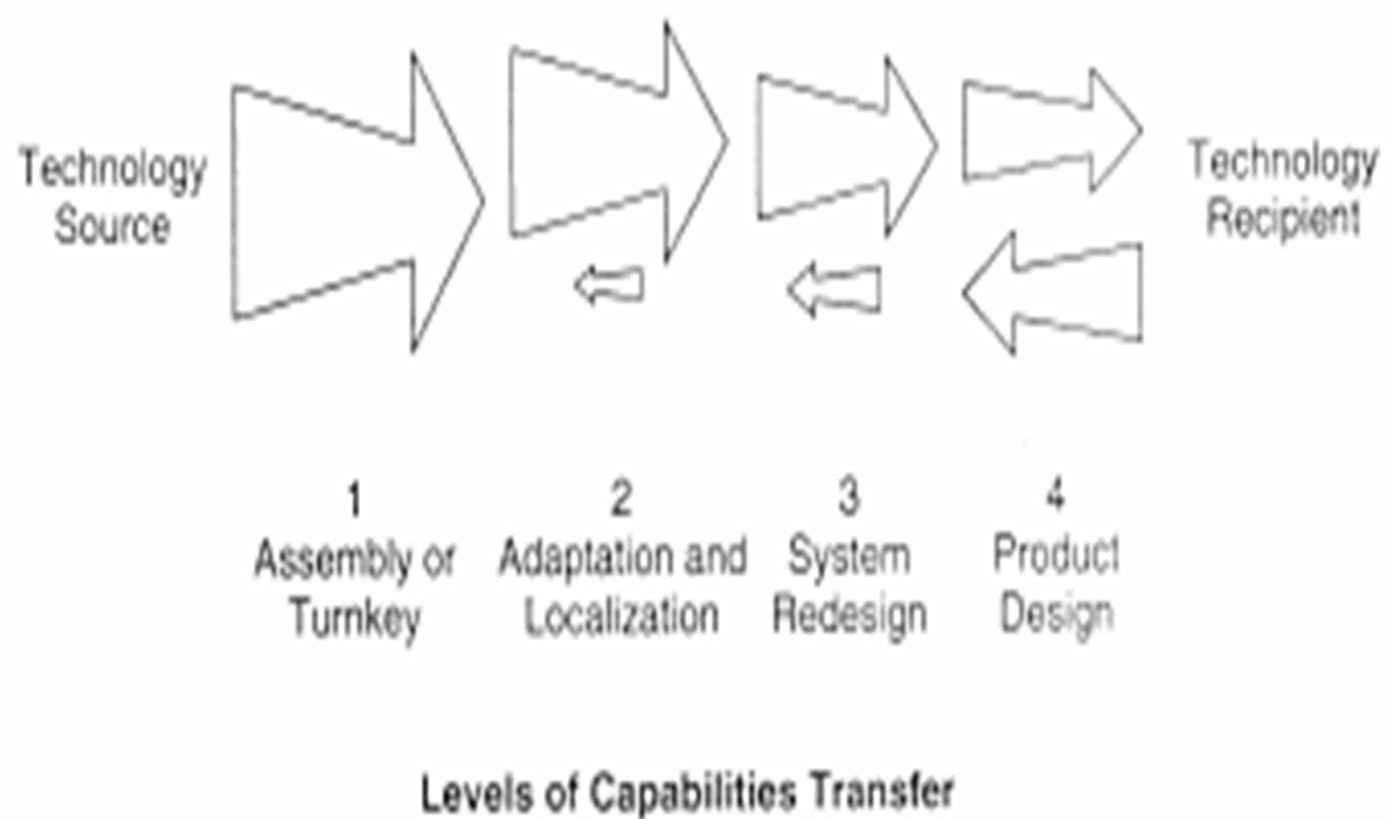 Technology
Source
Technology
Recipient
1
Assembly or
Turnkey
2
Adaptation and
Localization
3
System
Redesign
4
Product
Design
Levels of Capabilities Transfer